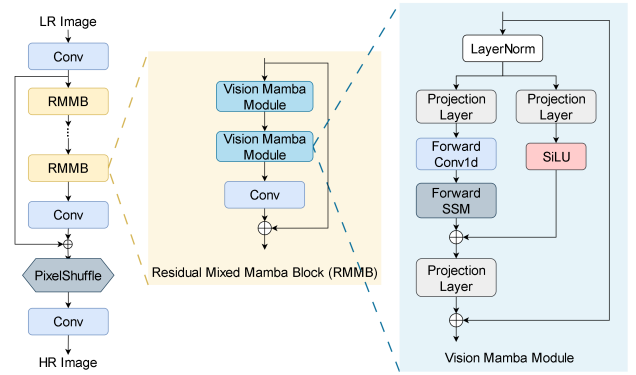 LR Image
Conv
RMMB
RMMB
Conv
PixelShuffle
Conv
HR Image
Vision Mamba
Module
Vision Mamba
Module
Conv
Residual Mixed Mamba Block (RMMB)
LayerNorm
Projection
Layer
Projection
Layer
Forward
Conv1d
SiLU
Forward
SSM
Projection
Layer
Vision Mamba Module